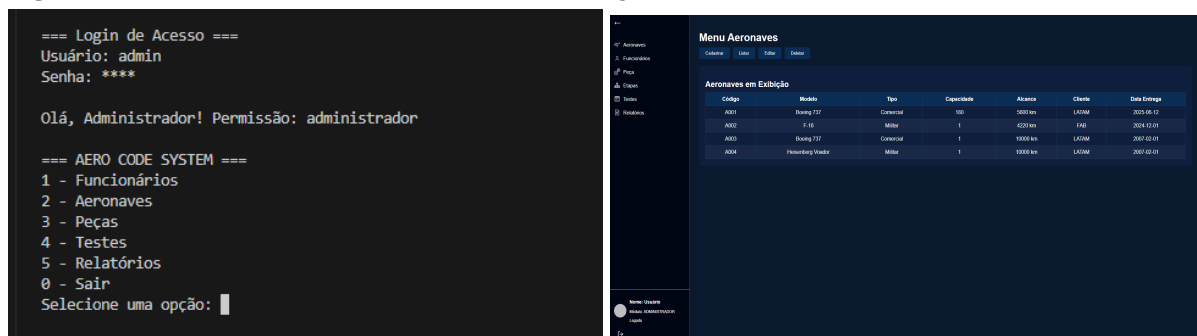 === Login de Acesso ===
Usuário: admin
Senha: ****
Olá, Administrador! Permissão: administrador
=== AERO CODE SYSTEM ===
1 - Funcionários
2 - Aeronaves
3 - Peças
4 - Testes
5 - Relatórios
0 - Sair
Selecione uma opção:
Aeronaves
Funcionários
Peça
Etapas
Testes
Relatórios
Nome: Usuário
Módulo: ADMINISTRADOR
Logado
Menu Aeronaves
Cadastrar Listar Editar Deletar
Aeronaves em Exibição
Código Modelo Tipo Capacidade Alcance Cliente Data Entrega
A001 Boeing 737 Comercial 180 5600 km LATAM 2025-06-12
A002 F-16 Militar 1 4220 km FAB 2024-12-01
A003 Boeing 737 Comercial 1 10000 km LATAM 2007-02-01
A004 Heisenberg Voador Militar 1 10000 km LATAM 2007-02-01